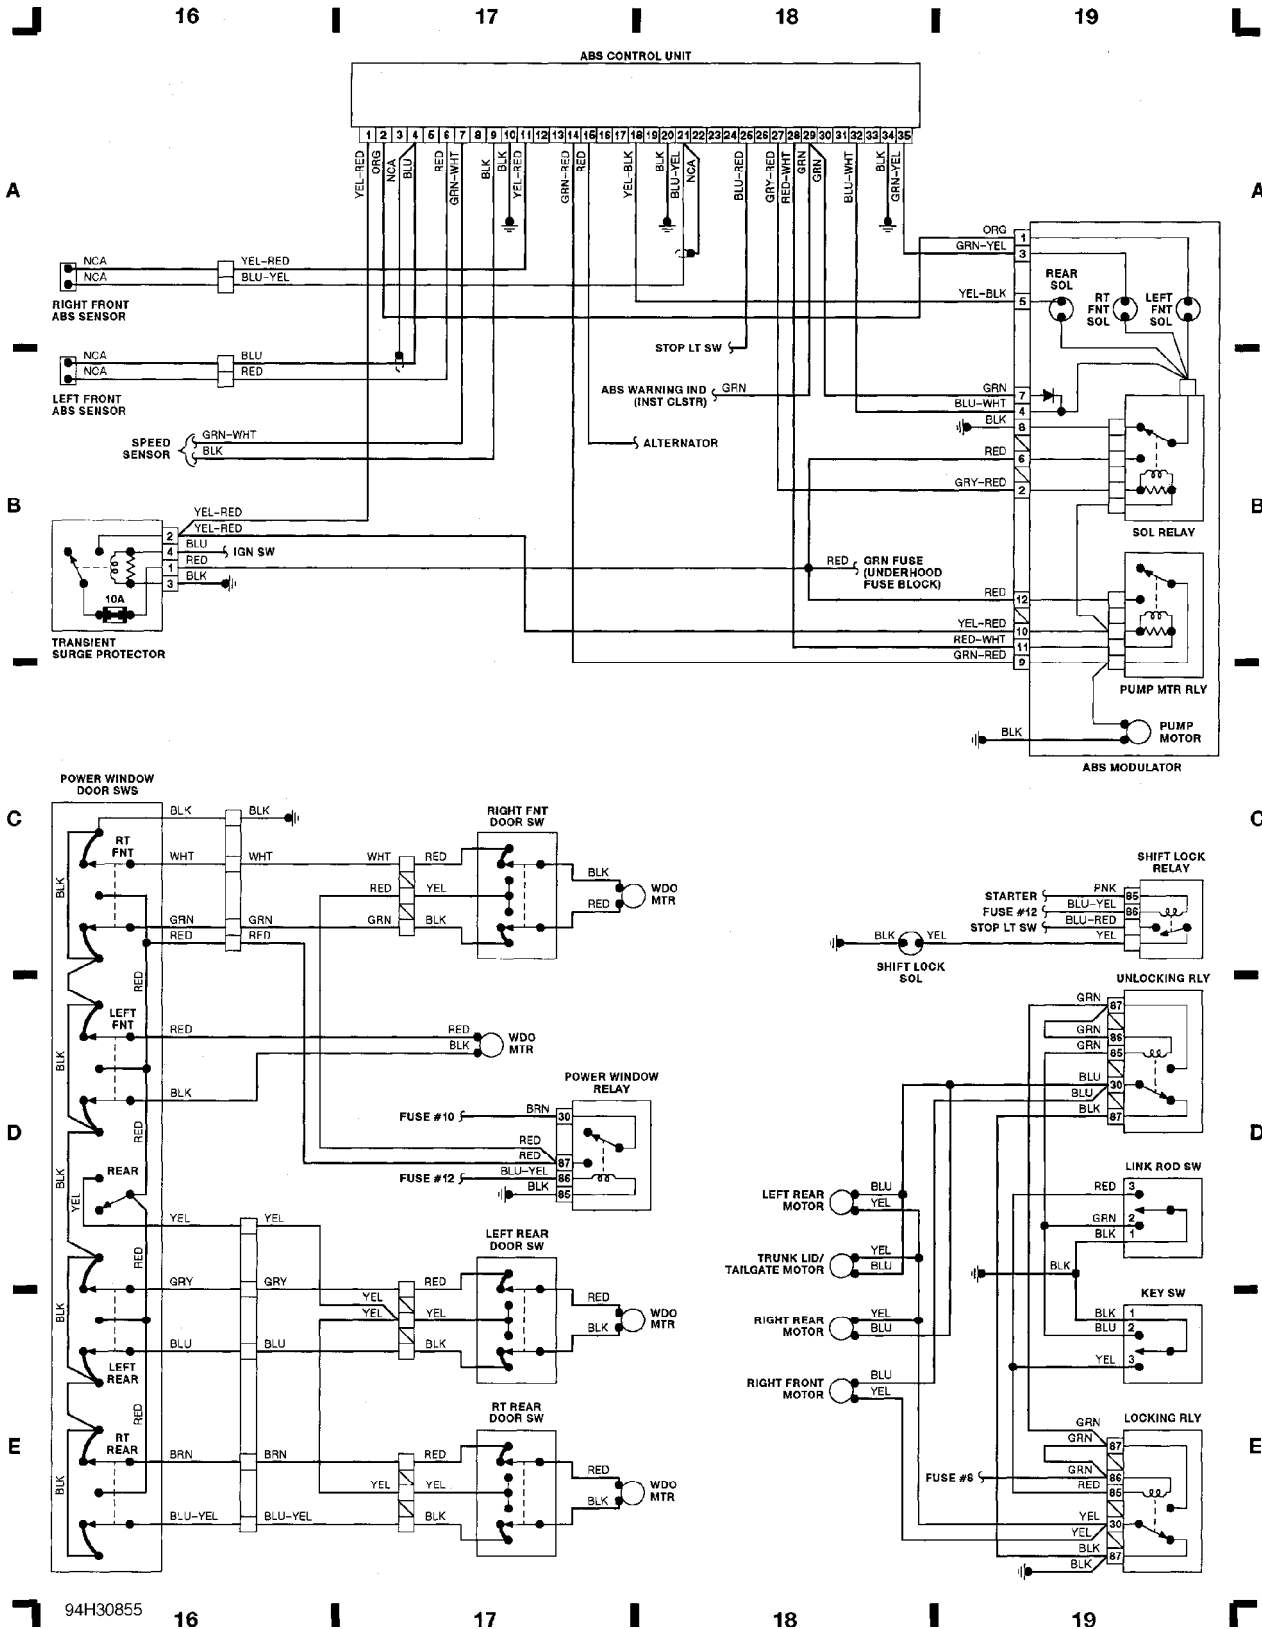 16 17 18 19
ABS CONTROL UNIT
1 2 3 4 5 6 7 8 9 10 11 12 13 14 15 16 17 18 19 20 21 22 23 24 25 26 27 28 29 30 31 32 33 34 35
YEL-RED ORG NCA BLU RED GRN-WHT BLK BLK YEL-RED GRN-RED RED YEL-BLK BLK BLU-YEL NCA BLU-RED GRY-RED RED-WHT GRN GRN BLU-WHT BLK GRN-YEL
A A
ORG 1
GRN-YEL 3
NCA YEL-RED
NCA BLU-YEL
RIGHT FRONT
ABS SENSOR
REAR
SOL
RT
FNT
SOL
LEFT
FNT
SOL
YEL-BLK 5
STOP LT SW
NCA BLU
NCA RED
LEFT FRONT
ABS SENSOR
ABS WARNING IND
(INST CLSTR)
GRN
GRN 7
BLU-WHT 4
BLK 8
SPEED
SENSOR
GRN-WHT
BLK
ALTERNATOR
RED 6
GRY-RED 2
B B
SOL RELAY
YEL-RED
2 YEL-RED
4 BLU IGN SW
1 RED
3 BLK
10A
TRANSIENT
SURGE PROTECTOR
RED GRN FUSE
(UNDERHOOD
FUSE BLOCK)
RED 12
YEL-RED 10
RED-WHT 11
GRN-RED 9
PUMP MTR RLY
BLK
PUMP
MOTOR
ABS MODULATOR
POWER WINDOW
DOOR SWS
C C
BLK BLK
RT
FNT
WHT WHT WHT RED
RED YEL
GRN GRN GRN BLK
RED RED
BLK
RED
RIGHT FNT
DOOR SW
BLK
RED
WDO
MTR
SHIFT LOCK
RELAY
STARTER PNK 85
FUSE #12 BLU-YEL 86
STOP LT SW BLU-RED
BLK YEL YEL
SHIFT LOCK
SOL
LEFT
FNT
RED RED
BLK
WDO
MTR
BLK
BLK
RED
UNLOCKING RLY
GRN 87
GRN 86
GRN 85
BLU 30
BLU
BLK 87
POWER WINDOW
RELAY
FUSE #10 BRN 30
RED
RED 87
FUSE #12 BLU-YEL 86
BLK 85
D D
REAR
BLK
YEL
YEL YEL
RED
LINK ROD SW
RED 3
GRN 2
BLK 1
LEFT REAR
MOTOR
BLU
YEL
TRUNK LID/
TAILGATE MOTOR
YEL
BLU
BLK
LEFT REAR
DOOR SW
GRY GRY RED
YEL
YEL YEL
BLU BLU BLK
RED
BLK
WDO
MTR
BLK
LEFT
REAR
RED
KEY SW
BLK 1
BLU 2
YEL 3
RIGHT REAR
MOTOR
YEL
BLU
RIGHT FRONT
MOTOR
BLU
YEL
E E
RT
REAR
RT REAR
DOOR SW
BRN BRN RED
YEL YEL
BLU-YEL BLU-YEL BLK
BLK
RED
BLK
WDO
MTR
LOCKING RLY
GRN
GRN 87
FUSE #8 GRN 86
RED 85
YEL 30
YEL
BLK 87
BLK
94H30855
16 17 18 19